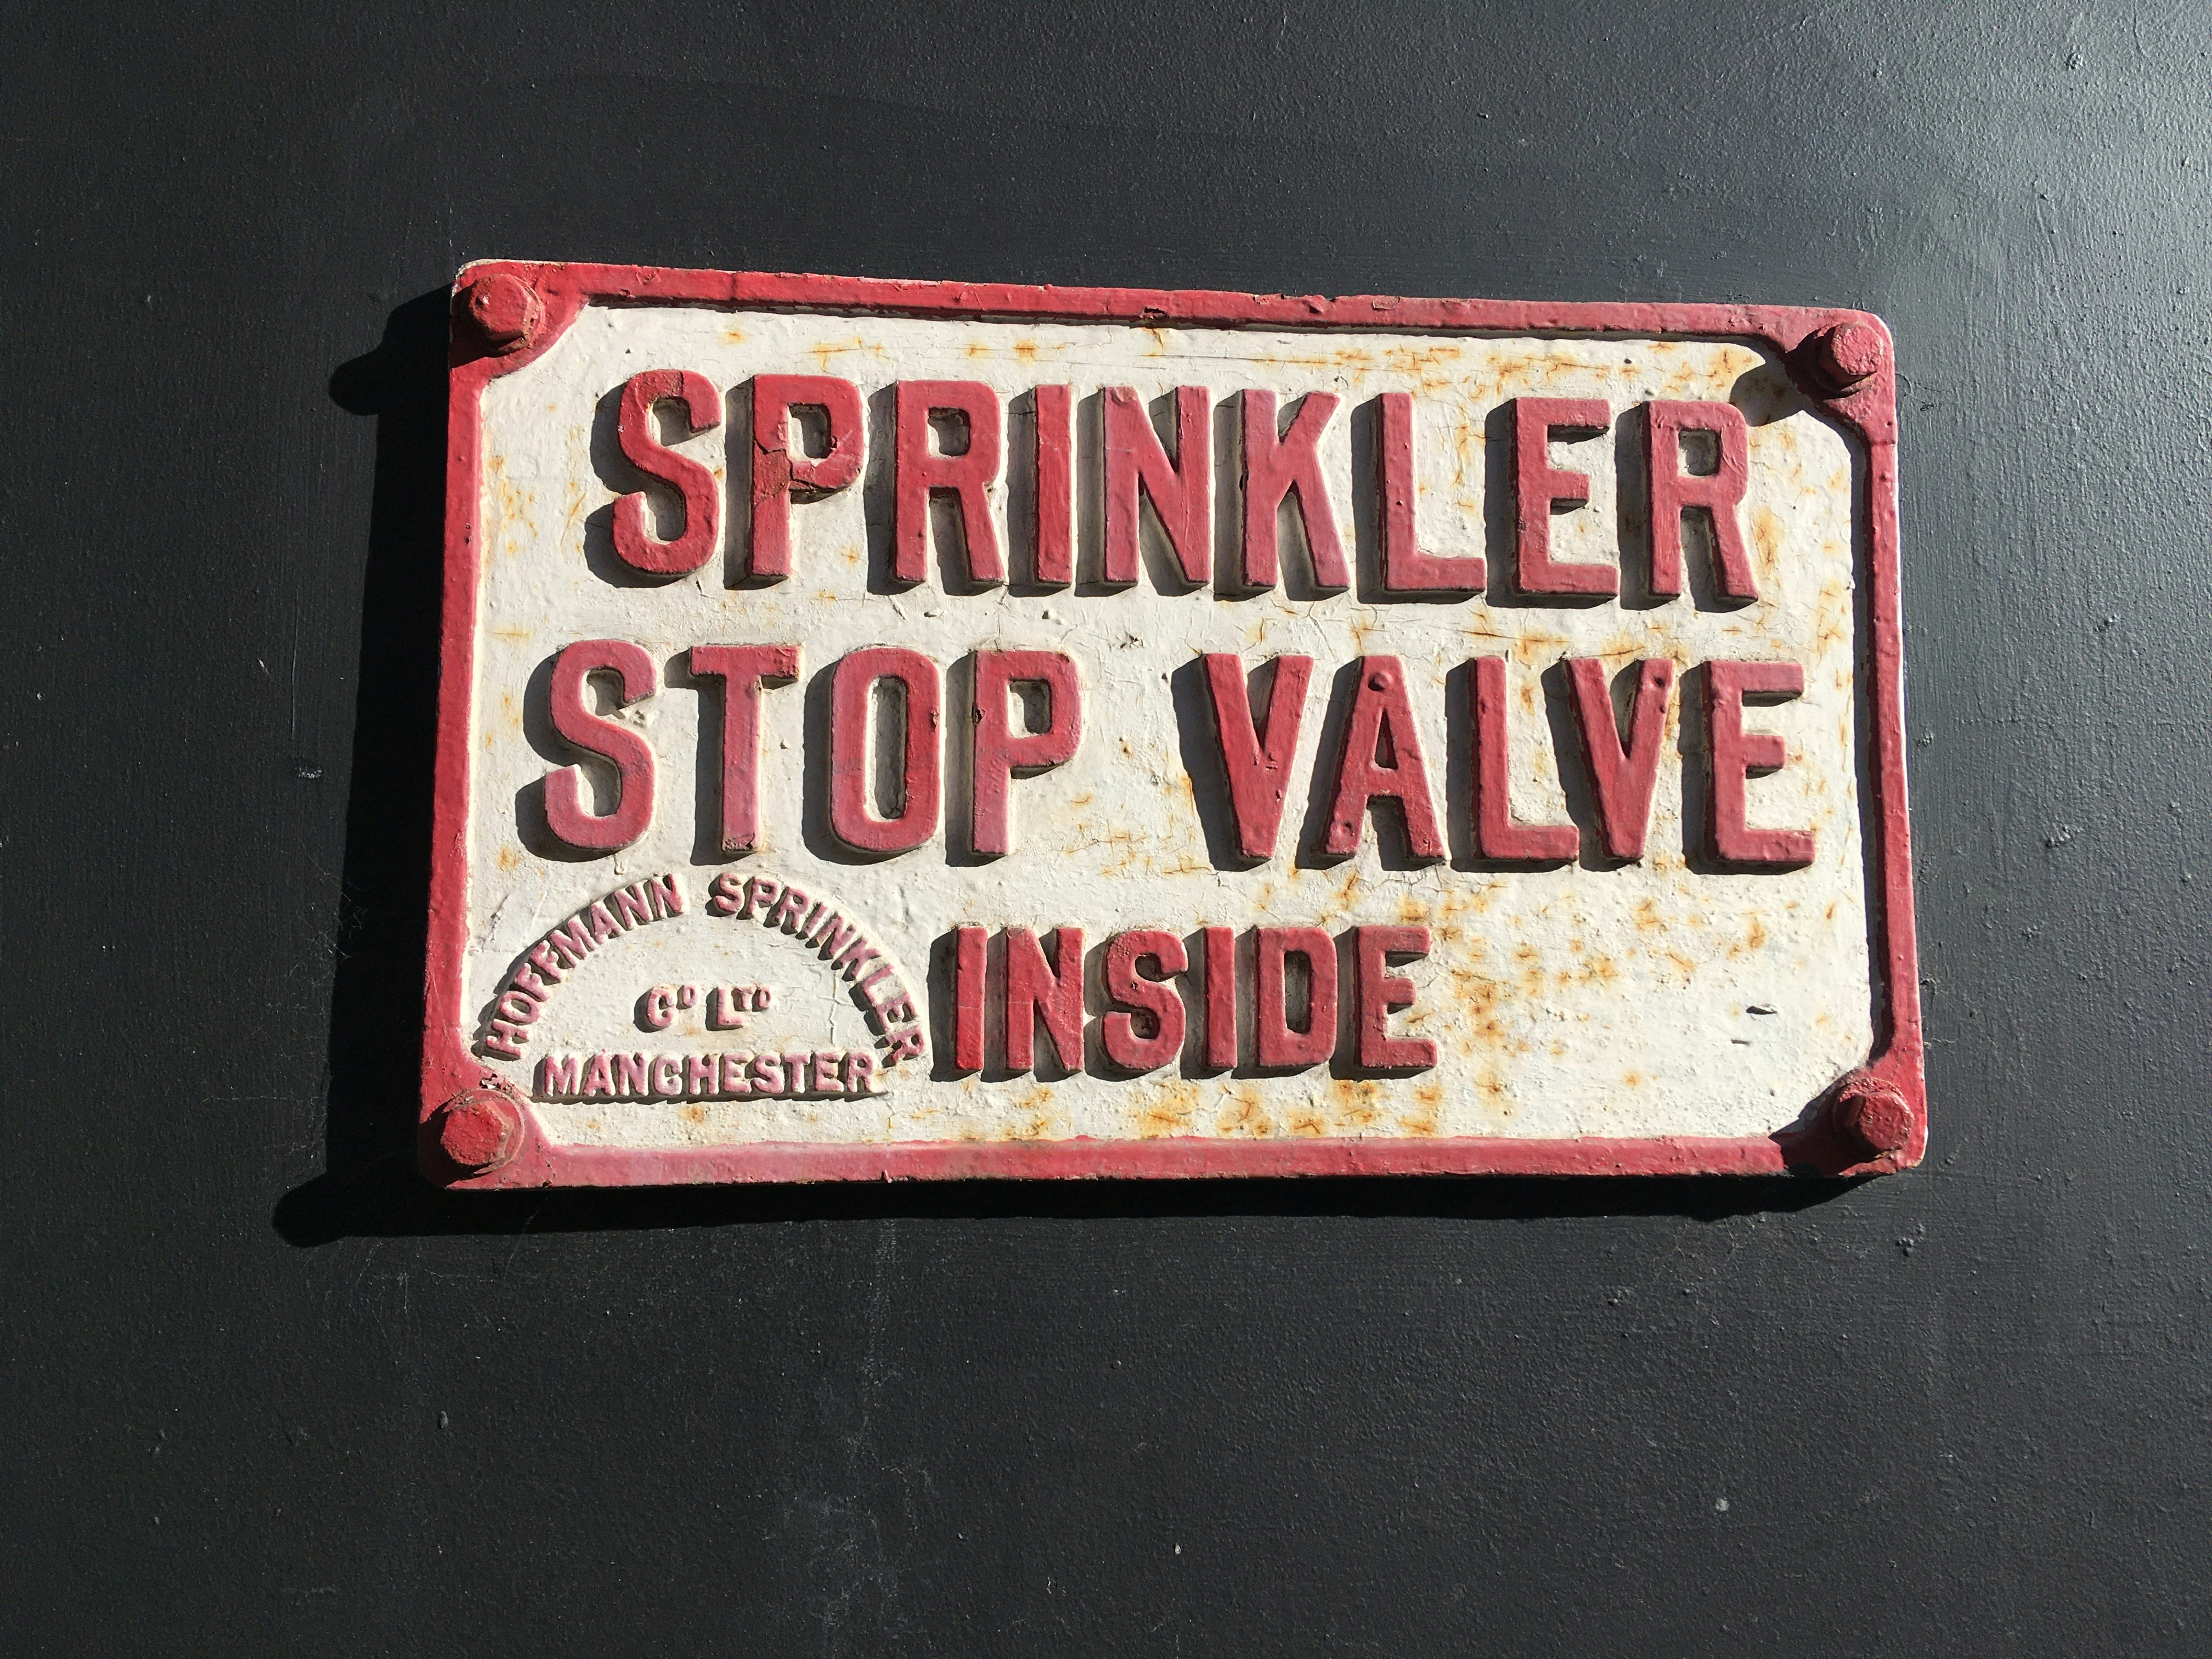 SPRINKLER
STOP VALVE
INSIDE
HOFFMANN SPRINKLER
Co LTD
MANCHESTER